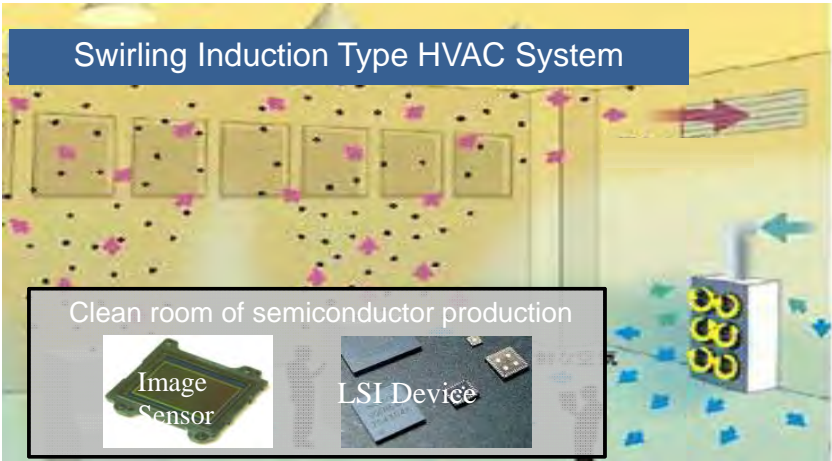 Swirling Induction Type HVAC System
Clean room of semiconductor production
Image
Sensor
LSI Device